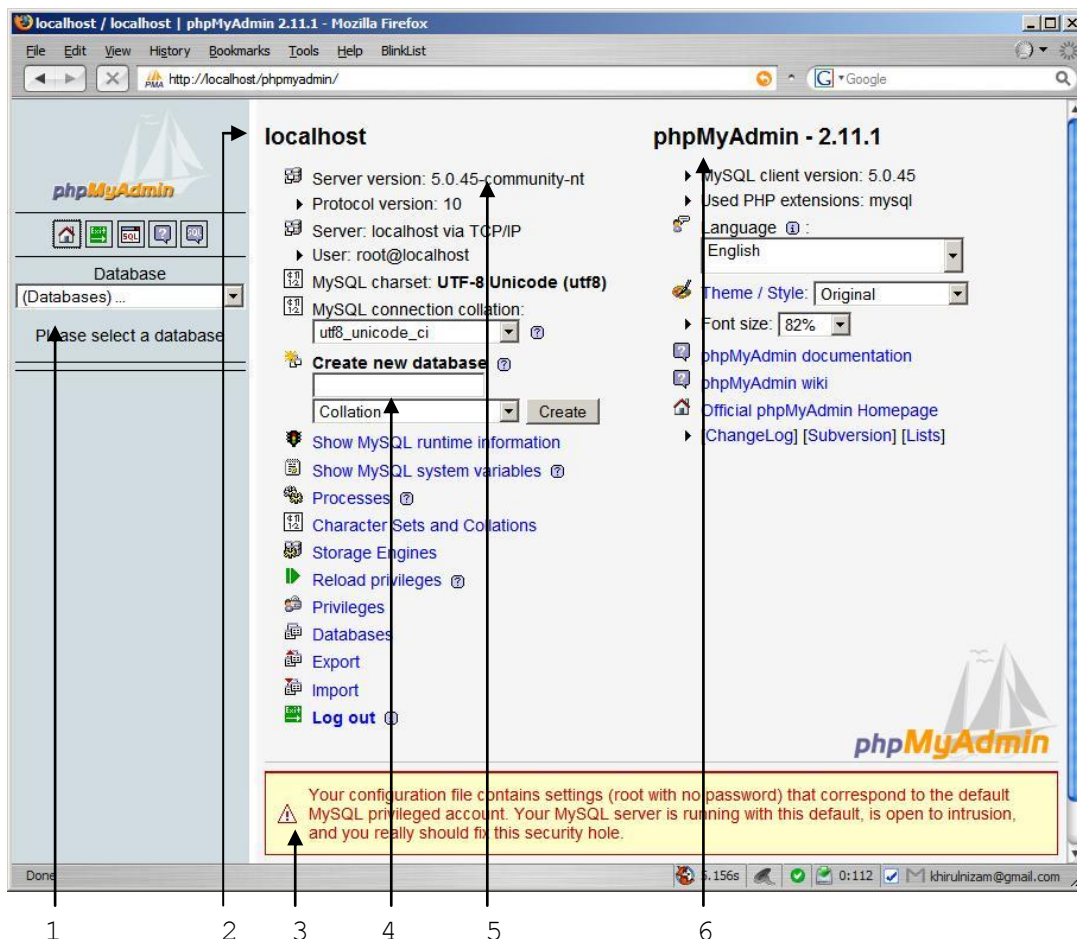 localhost / localhost | phpMyAdmin 2.11.1 - Mozilla Firefox
File Edit View History Bookmarks Tools Help BlinkList
http://localhost/phpmyadmin/
Google
phpMyAdmin
Database
(Databases) ...
Please select a database
localhost
Server version: 5.0.45-community-nt
Protocol version: 10
Server: localhost via TCP/IP
User: root@localhost
MySQL charset: UTF-8 Unicode (utf8)
MySQL connection collation:
utf8_unicode_ci
Create new database
Collation
Create
Show MySQL runtime information
Show MySQL system variables
Processes
Character Sets and Collations
Storage Engines
Reload privileges
Privileges
Databases
Export
Import
Log out
phpMyAdmin - 2.11.1
MySQL client version: 5.0.45
Used PHP extensions: mysql
Language :
English
Theme / Style: Original
Font size: 82%
phpMyAdmin documentation
phpMyAdmin wiki
Official phpMyAdmin Homepage
[ChangeLog] [Subversion] [Lists]
phpMyAdmin
Your configuration file contains settings (root with no password) that correspond to the default
MySQL privileged account. Your MySQL server is running with this default, is open to intrusion,
and you really should fix this security hole.
Done
0:112
khirulnizam@gmail.com
1 2 3 4 5 6